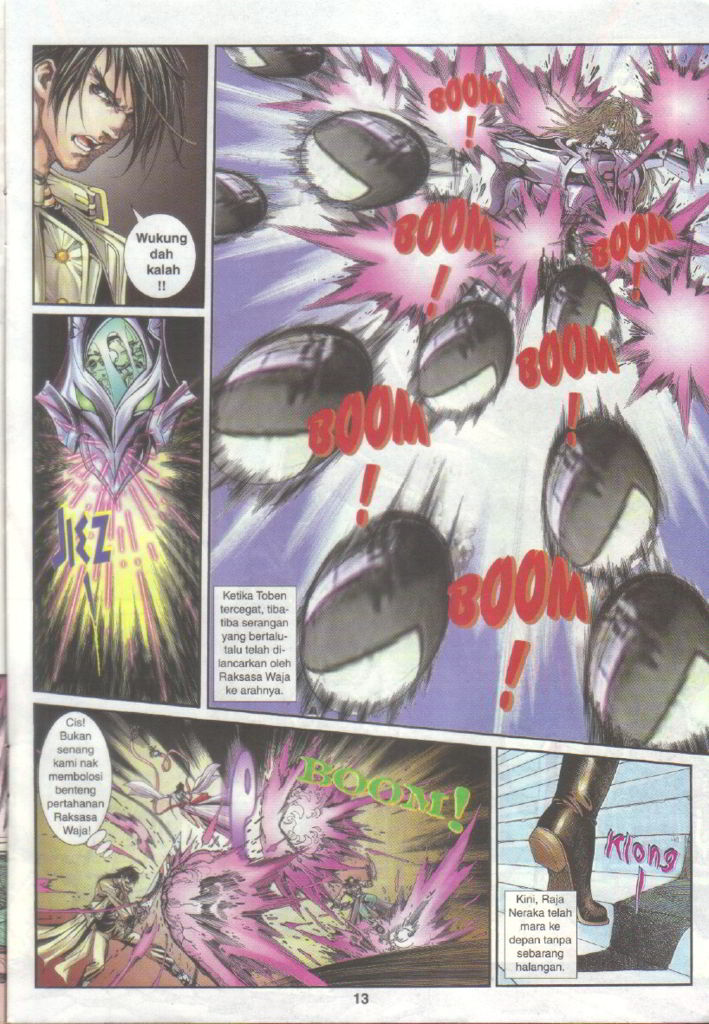 Wukung
dah
kalah
!!
BOOM
!
BOOM
!
BOOM
!
BOOM
!
BOOM
!
BOOM
!
JIEZ
!
Ketika Toben
tercegat, tiba-
tiba serangan
yang bertalu-
talu telah di-
lancarkan oleh
Raksasa Waja
ke arahnya.
Cis!
Bukan
senang
kami nak
membolosi
benteng
pertahanan
Raksasa
Waja!
BOOM!
Klong
!
Kini, Raja
Neraka telah
mara ke
depan tanpa
sebarang
halangan.
13